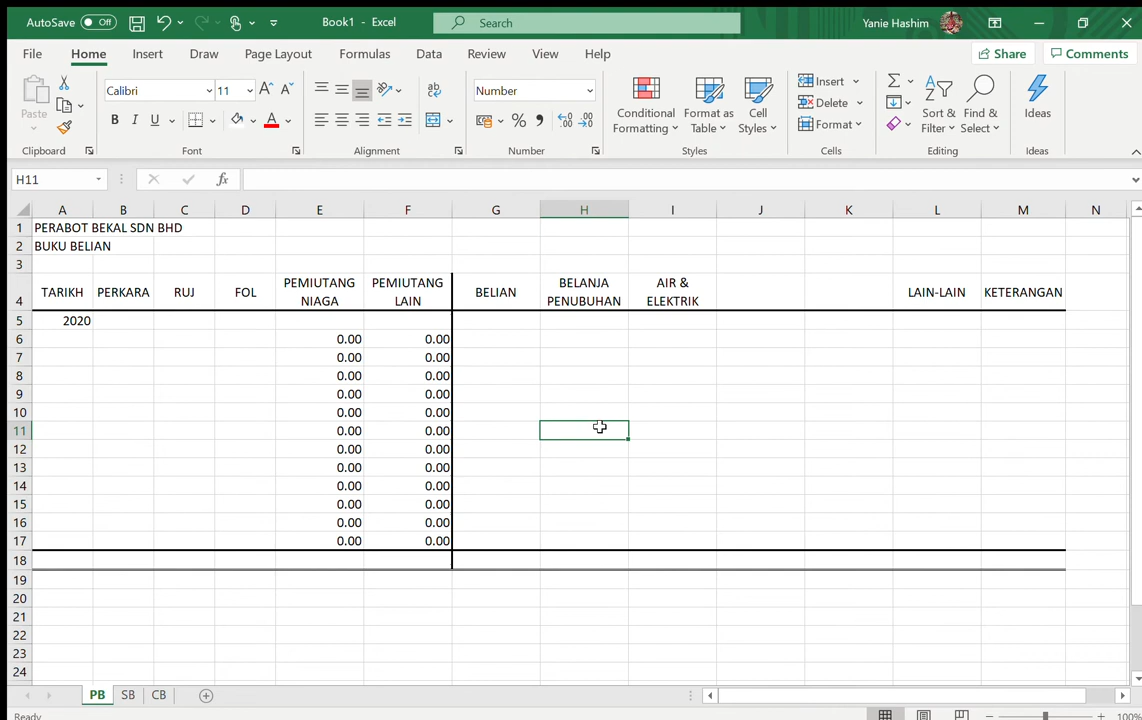 AutoSave Off Book1 - Excel Search Yanie Hashim
File Home Insert Draw Page Layout Formulas Data Review View Help Share Comments
Paste Calibri 11 Number Conditional Formatting Format as Table Cell Styles Insert Delete Format Sort & Filter Find & Select Ideas
Clipboard Font Alignment Number Styles Cells Editing Ideas
H11 fx
A B C D E F G H I J K L M N
1 PERABOT BEKAL SDN BHD
2 BUKU BELIAN
3
4 TARIKH PERKARA RUJ FOL PEMIUTANG NIAGA PEMIUTANG LAIN BELIAN BELANJA PENUBUHAN AIR & ELEKTRIK LAIN-LAIN KETERANGAN
5 2020
6 0.00 0.00
7 0.00 0.00
8 0.00 0.00
9 0.00 0.00
10 0.00 0.00
11 0.00 0.00
12 0.00 0.00
13 0.00 0.00
14 0.00 0.00
15 0.00 0.00
16 0.00 0.00
17 0.00 0.00
18
19
20
21
22
23
24
PB SB CB
Ready 100%